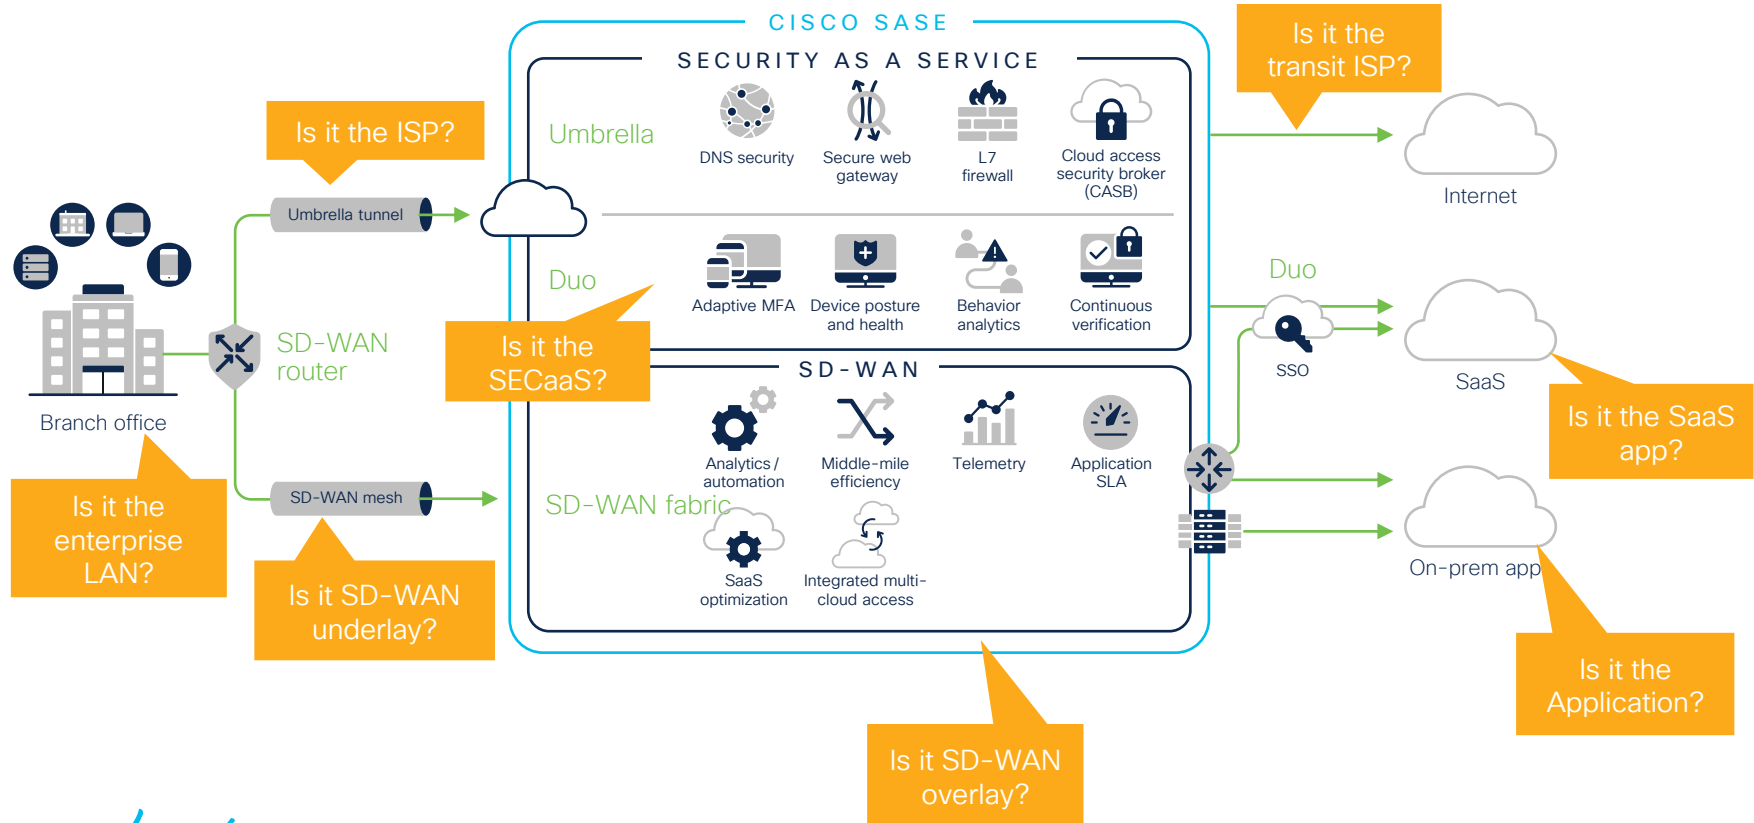 CISCO SASE
SECURITY AS A SERVICE
Is it the
transit ISP?
Is it the ISP?
Umbrella
DNS security
Secure web
gateway
L7
firewall
Cloud access
security broker
(CASB)
Internet
Umbrella tunnel
Duo
Adaptive MFA
Device posture
and health
Behavior
analytics
Continuous
verification
Duo
SSO
SaaS
SD-WAN
router
Is it the
SECaaS?
Branch office
SD-WAN
Is it the SaaS
app?
Analytics /
automation
Middle-mile
efficiency
Telemetry
Application
SLA
Is it the
enterprise
LAN?
SD-WAN mesh
SD-WAN fabric
SaaS
optimization
Integrated multi-
cloud access
On-prem app
Is it SD-WAN
underlay?
Is it the
Application?
Is it SD-WAN
overlay?